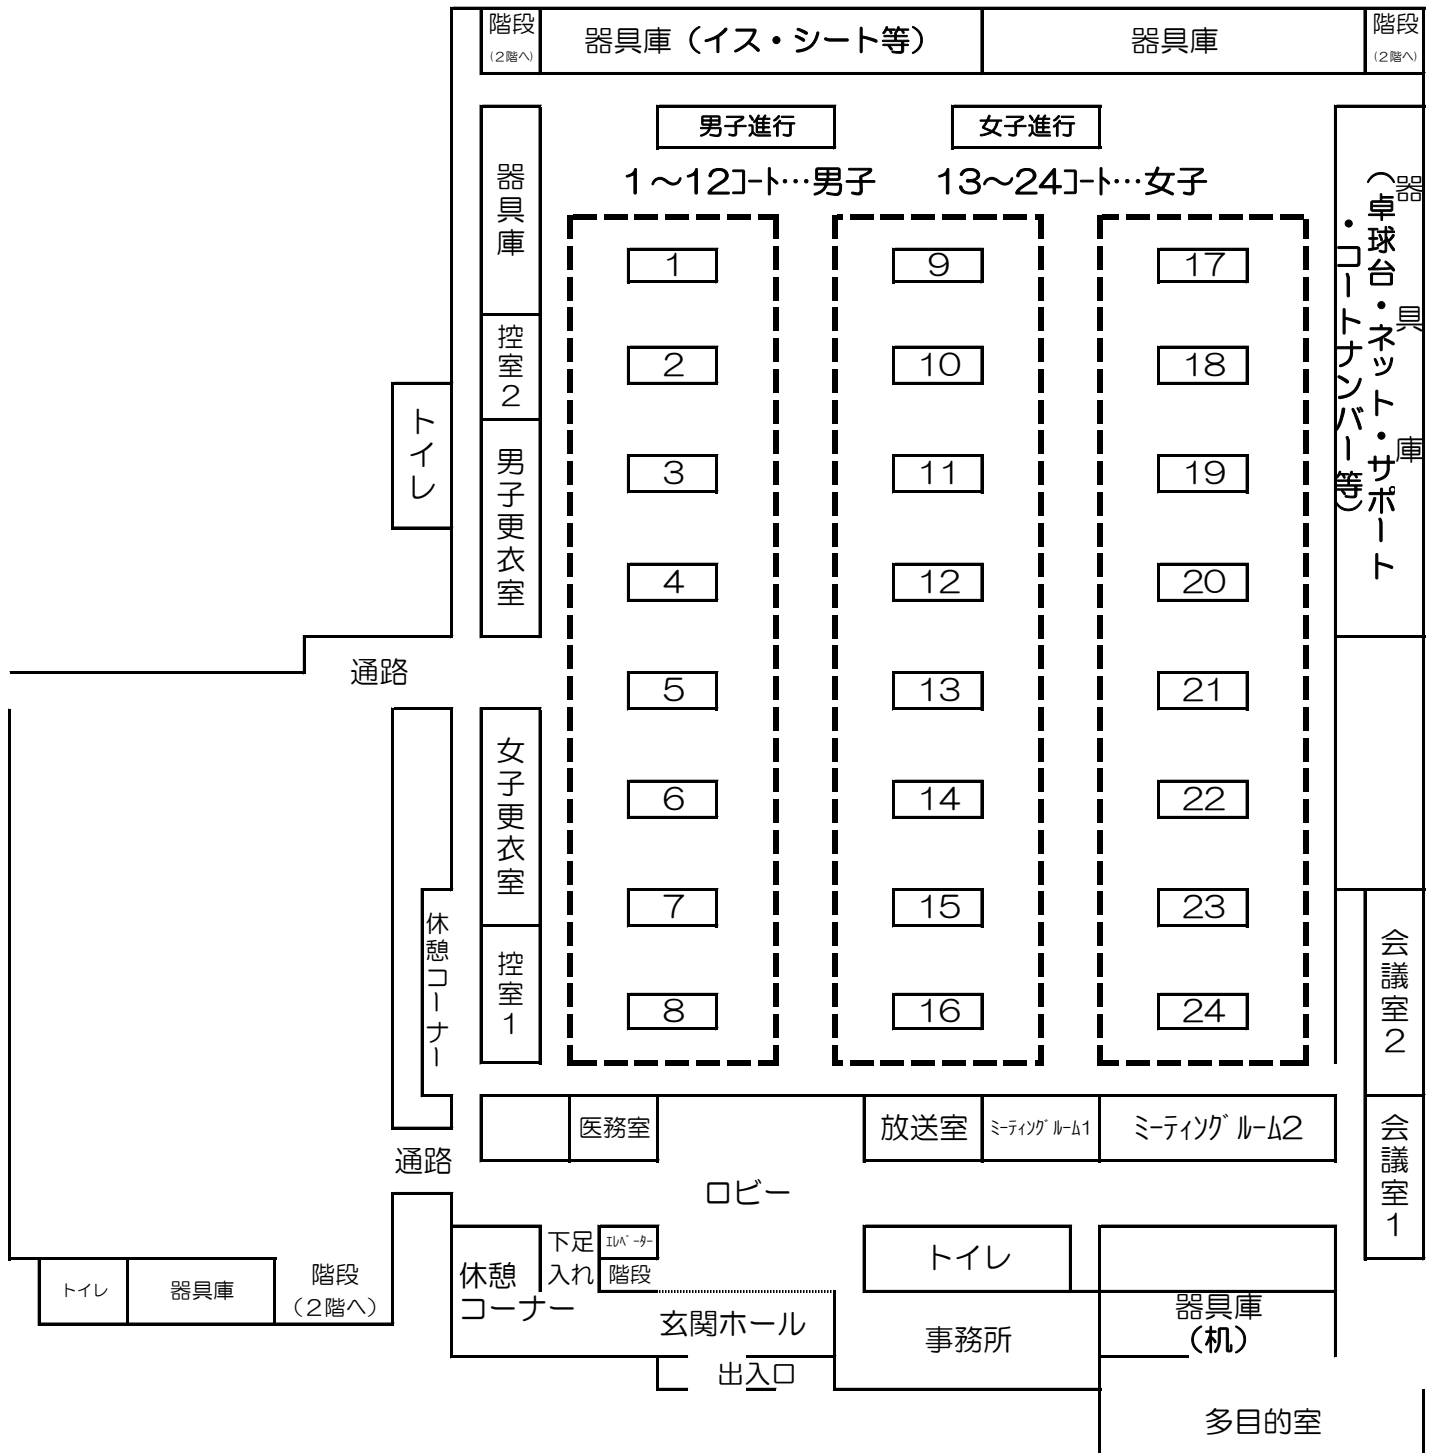 階段
(2階へ)
器具庫(イス・シート等)
器具庫
階段
(2階へ)
男子進行
女子進行
1~12ｺｰﾄ…男子
13~24ｺｰﾄ…女子
器具庫
控室2
男子更衣室
トイレ
通路
女子更衣室
控室1
休憩コーナー
通路
1
2
3
4
5
6
7
8
9
10
11
12
13
14
15
16
17
18
19
20
21
22
23
24
器具庫
(卓球台・ネット・サポート
・コートナンバー等)
会議室2
会議室1
医務室
放送室
ﾐｰﾃｨﾝｸﾞﾙｰﾑ1
ﾐｰﾃｨﾝｸﾞﾙｰﾑ2
ロビー
下足
入れ
ｴﾚﾍﾞｰﾀｰ
階段
トイレ
トイレ
器具庫
階段
(2階へ)
休憩
コーナー
玄関ホール
出入口
事務所
器具庫
(机)
多目的室